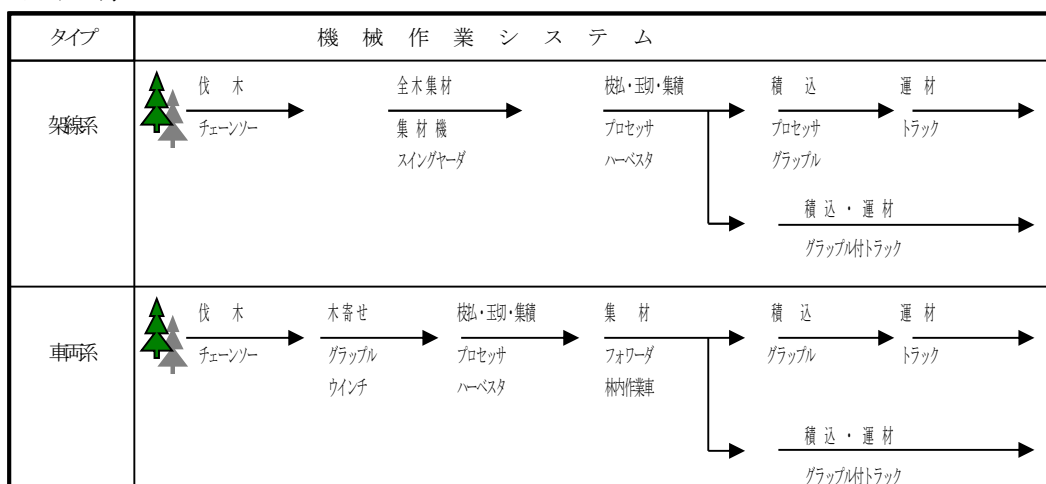 タイプ
機械作業システム
架線系
伐木
全木集材
枝払・玉切・集積
積込
運材
チェーンソー
集材機
プロセッサ
プロセッサ
トラック
スイングヤーダ
ハーベスタ
グラップル
積込・運材
グラップル付トラック
車両系
伐木
木寄せ
枝払・玉切・集積
集材
積込
運材
チェーンソー
グラップル
プロセッサ
フォワーダ
グラップル
トラック
ウインチ
ハーベスタ
林内作業車
積込・運材
グラップル付トラック